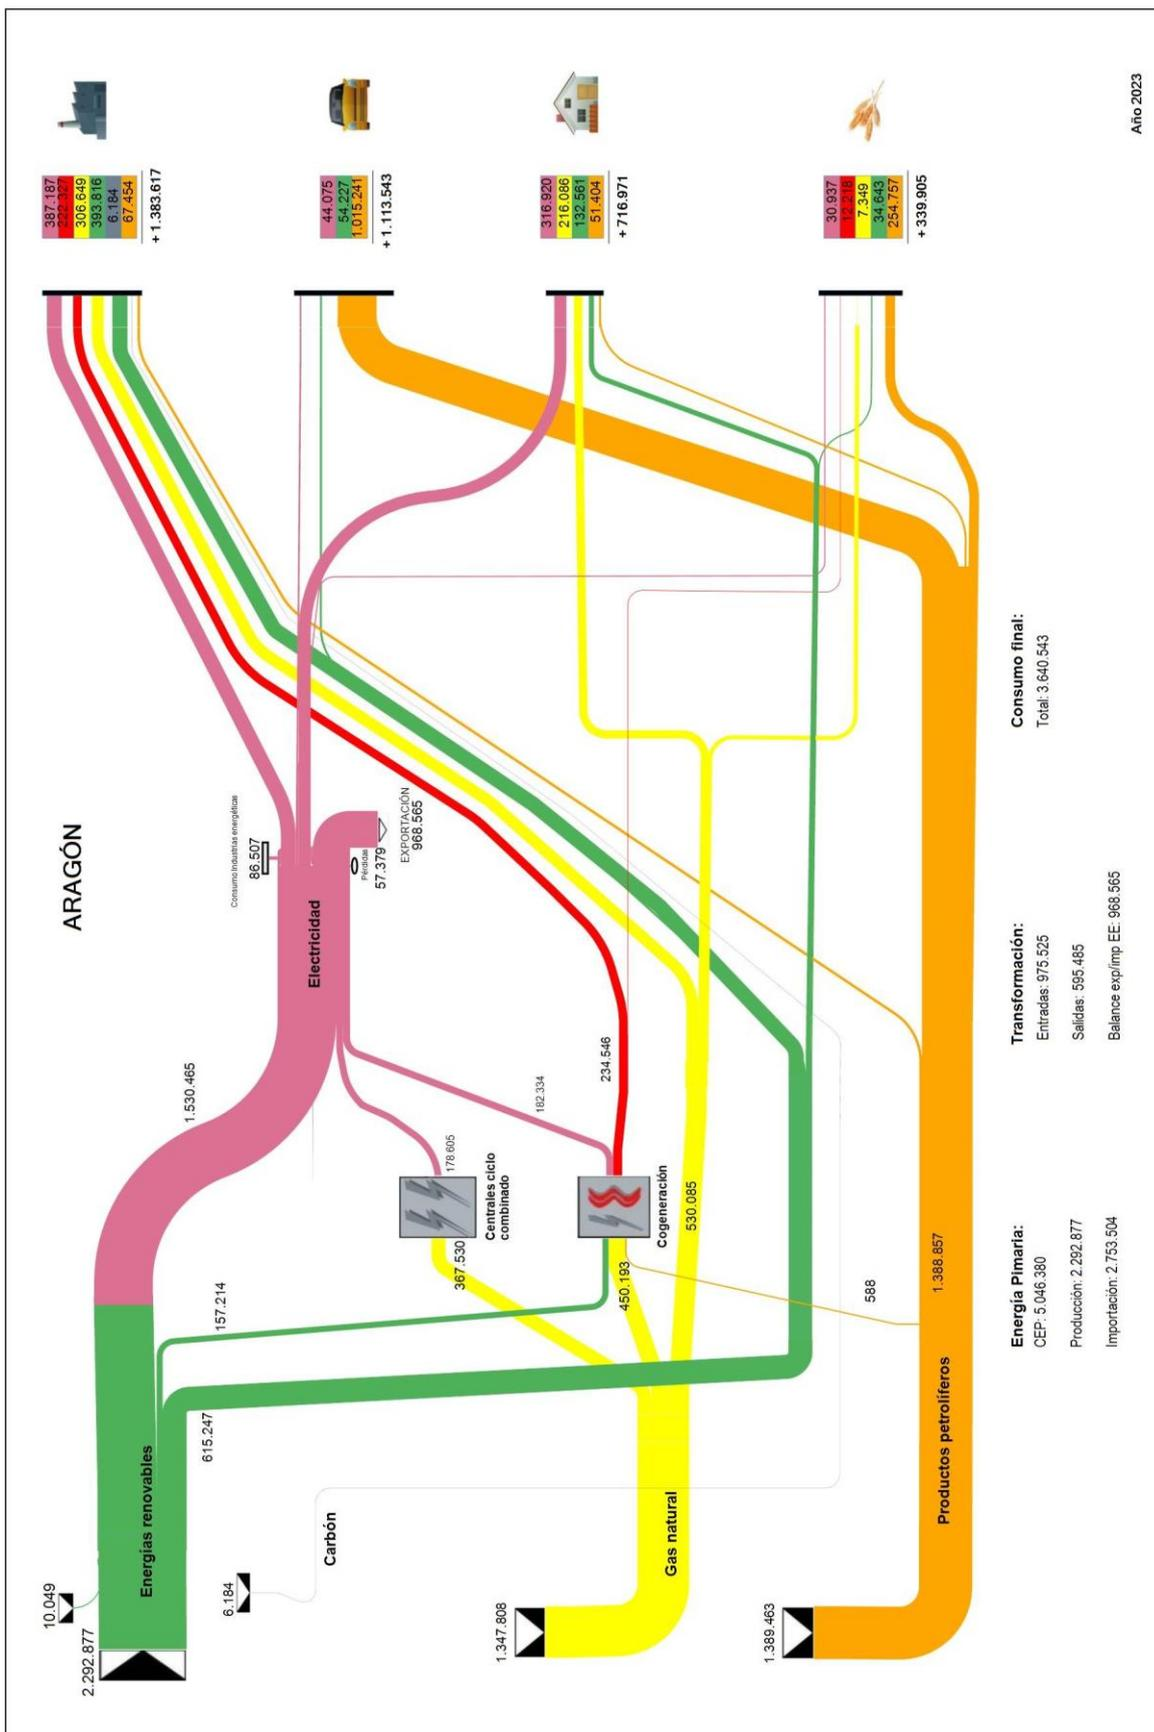 ARAGÓN
2.292.877
10.049
Energías renovables
615.247
157.214
1.530.465
6.184
Carbón
1.347.808
Gas natural
367.530
450.193
530.085
Centrales ciclo
combinado
178.605
Cogeneración
182.334
234.546
Electricidad
Consumo Industrias energéticas
86.507
Pérdidas
57.379
EXPORTACIÓN
968.565
1.389.463
Productos petrolíferos
1.388.857
588
387.187
222.327
306.649
393.816
6.184
67.454
+ 1.383.617
44.075
54.227
1.015.241
+ 1.113.543
316.920
216.086
132.561
51.404
+ 716.971
30.937
12.218
7.349
34.643
254.757
+ 339.905
Energía Pimaria:
CEP: 5.046.380
Producción: 2.292.877
Importación: 2.753.504
Transformación:
Entradas: 975.525
Salidas: 595.485
Balance exp/imp EE: 968.565
Consumo final:
Total: 3.640.543
Año 2023